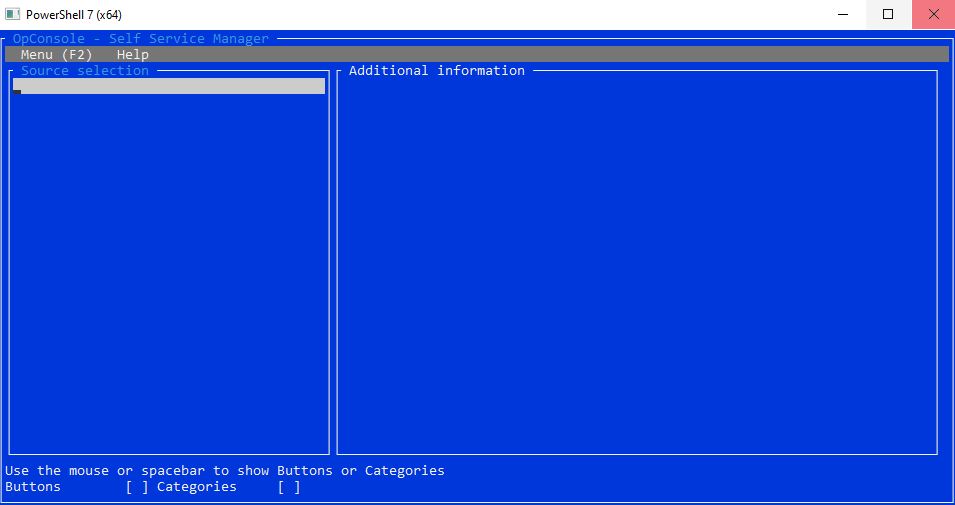 PowerShell 7 (x64)
OpConsole - Self Service Manager
Menu (F2) Help
Source selection
Additional information
Use the mouse or spacebar to show Buttons or Categories
Buttons [ ] Categories [ ]